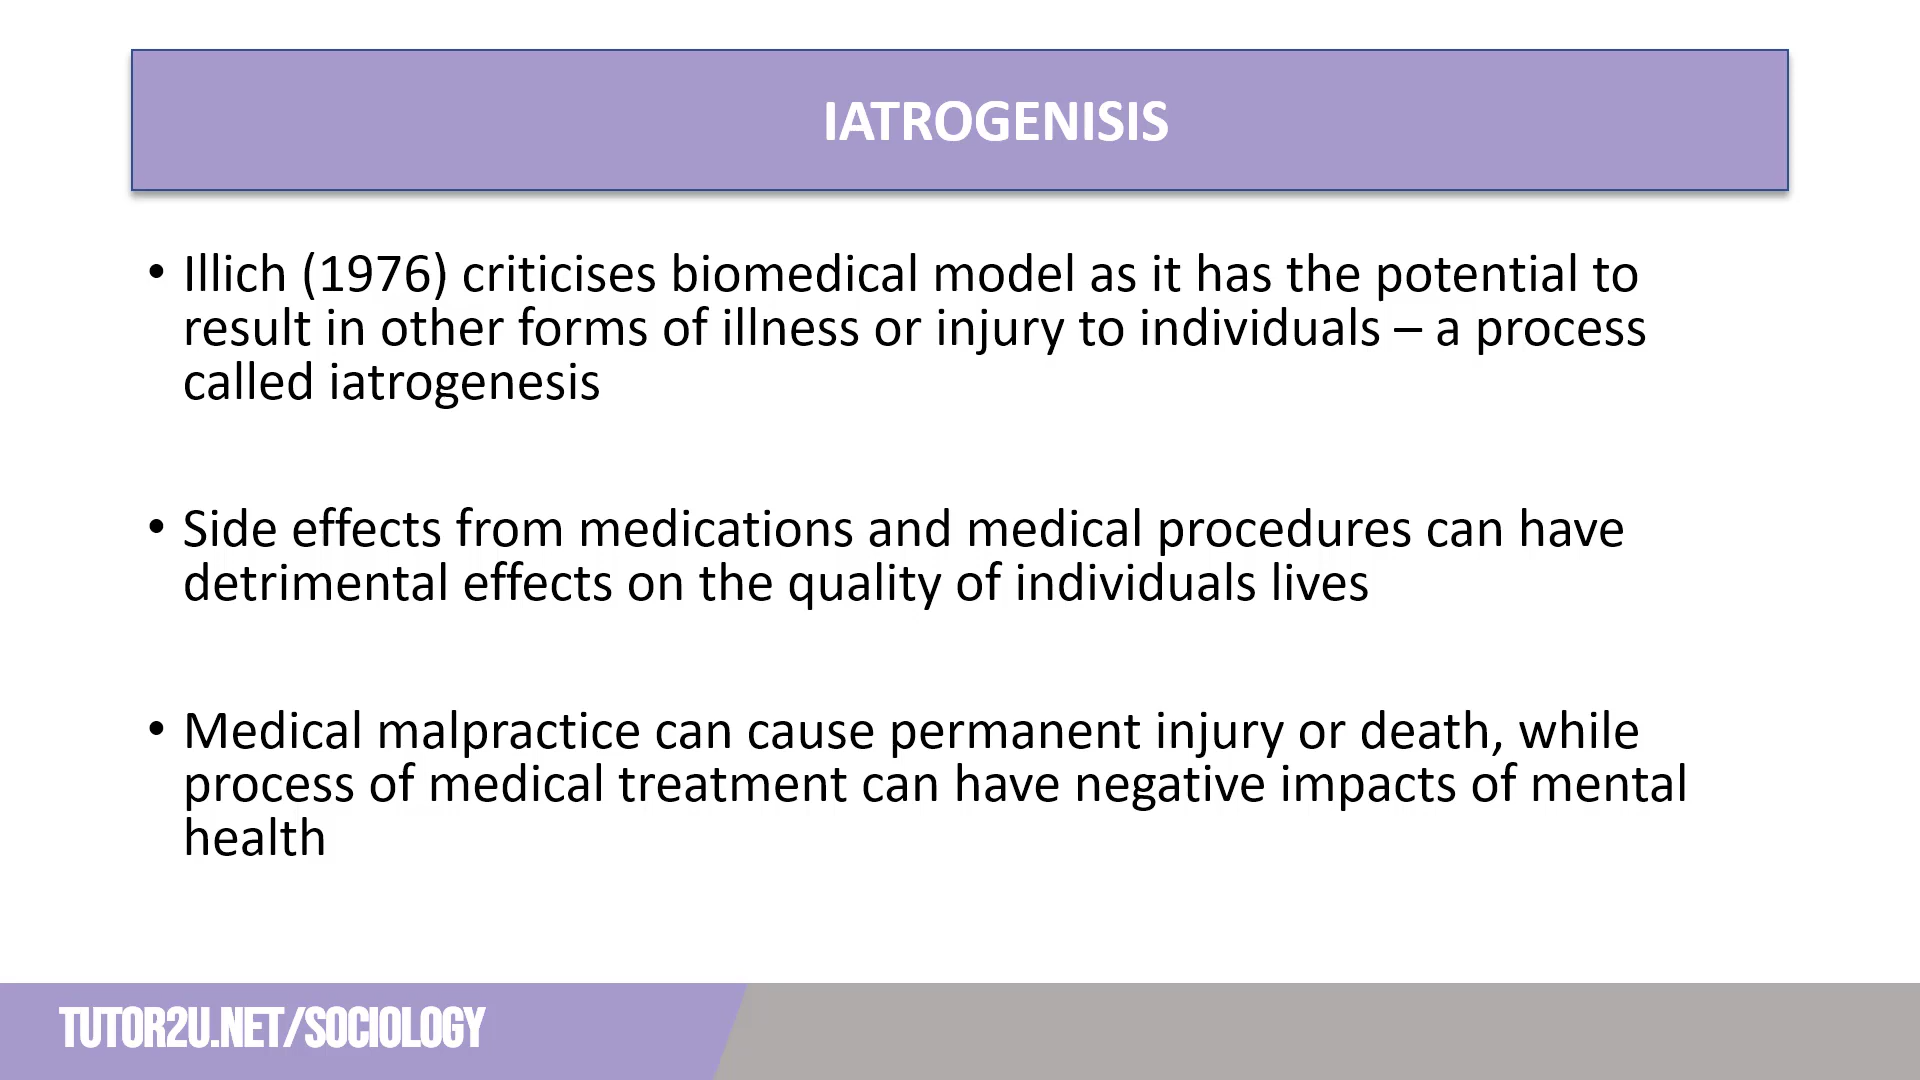 IATROGENISIS
• Illich (1976) criticises biomedical model as it has the potential to
result in other forms of illness or injury to individuals – a process
called iatrogenesis
• Side effects from medications and medical procedures can have
detrimental effects on the quality of individuals lives
• Medical malpractice can cause permanent injury or death, while
process of medical treatment can have negative impacts of mental
health
TUTOR2U.NET/SOCIOLOGY